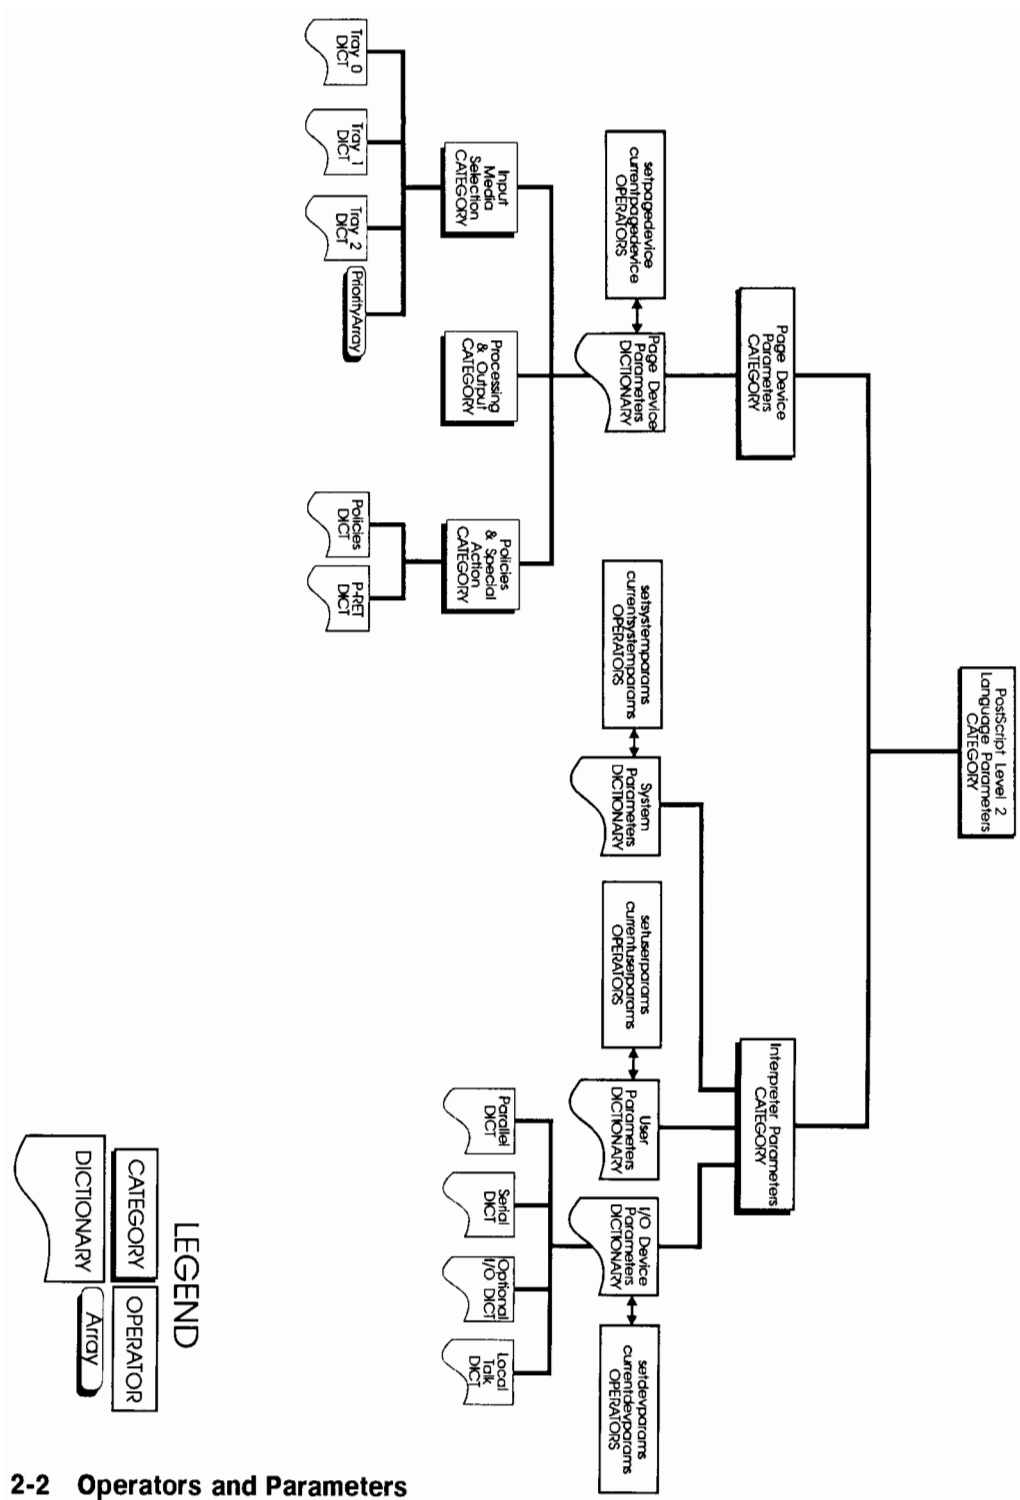 PostScript Level 2
Language Parameters
CATEGORY
Page Device
Parameters
CATEGORY
Interpreter Parameters
CATEGORY
setpagedevice
currentpagedevice
OPERATORS
Page Device
Parameters
DICTIONARY
setsystemparams
currentsystemparams
OPERATORS
System
Parameters
DICTIONARY
setuserparams
currentuserparams
OPERATORS
User
Parameters
DICTIONARY
I/O Device
Parameters
DICTIONARY
setdevparams
currentdevparams
OPERATORS
Input
Media
Selection
CATEGORY
Processing
& Output
CATEGORY
Policies
& Special
Action
CATEGORY
Parallel
DICT
Serial
DICT
Optional
I/O DICT
Local
Talk
DICT
Tray 0
DICT
Tray 1
DICT
Tray 2
DICT
PriorityArray
Policies
DICT
P-RET
DICT
LEGEND
CATEGORY
OPERATOR
DICTIONARY
Array
2-2 Operators and Parameters